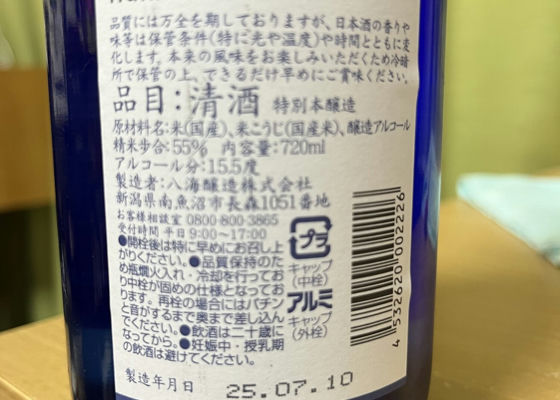 品質には万全を期しておりますが、日本酒の香りや
味等は保管条件(特に光や温度)や時間とともに変
化します。本来の風味をお楽しみいただくため冷暗
所で保管の上、できるだけ早めにご賞味ください。
品目:清酒 特別本醸造
原材料名:米(国産)、米こうじ(国産米)、醸造アルコール
精米歩合:55% 内容量:720ml
アルコール分:15.5度
製造者:八海醸造株式会社
新潟県南魚沼市長森1051番地
お客様相談室 0800-800-3865
受付時間 平日 9:00~17:00
●開栓後は特に早めにお召し上
がりください。●品質保持のた
め瓶燗火入れ・冷却を行ってお
り中栓が固めの仕様となってお
ります。再栓の場合にはパチン
と音がするまで奥まで差し込ん
でください。●飲酒は二十歳に
なってから。●妊娠中・授乳期
の飲酒は避けてください。
プラ
キャップ
(中栓)
アルミ
キャップ
(外栓)
4 532620 002226
製造年月日 25.07.10